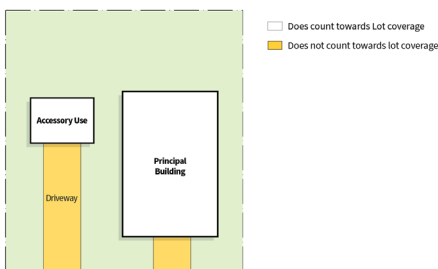 Does count towards Lot coverage
Does not count towards lot coverage
Accessory Use
Principal
Building
Driveway